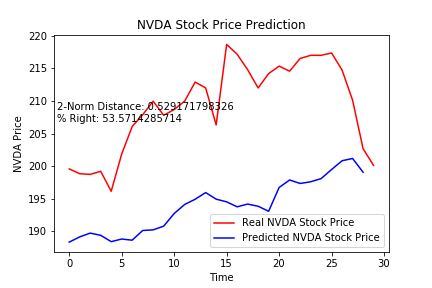 NVDA Stock Price Prediction
NVDA Price
220
215
210
205
200
195
190
2-Norm Distance: 0.529171798326
% Right: 53.5714285714
Real NVDA Stock Price
Predicted NVDA Stock Price
0 5 10 15 20 25 30
Time